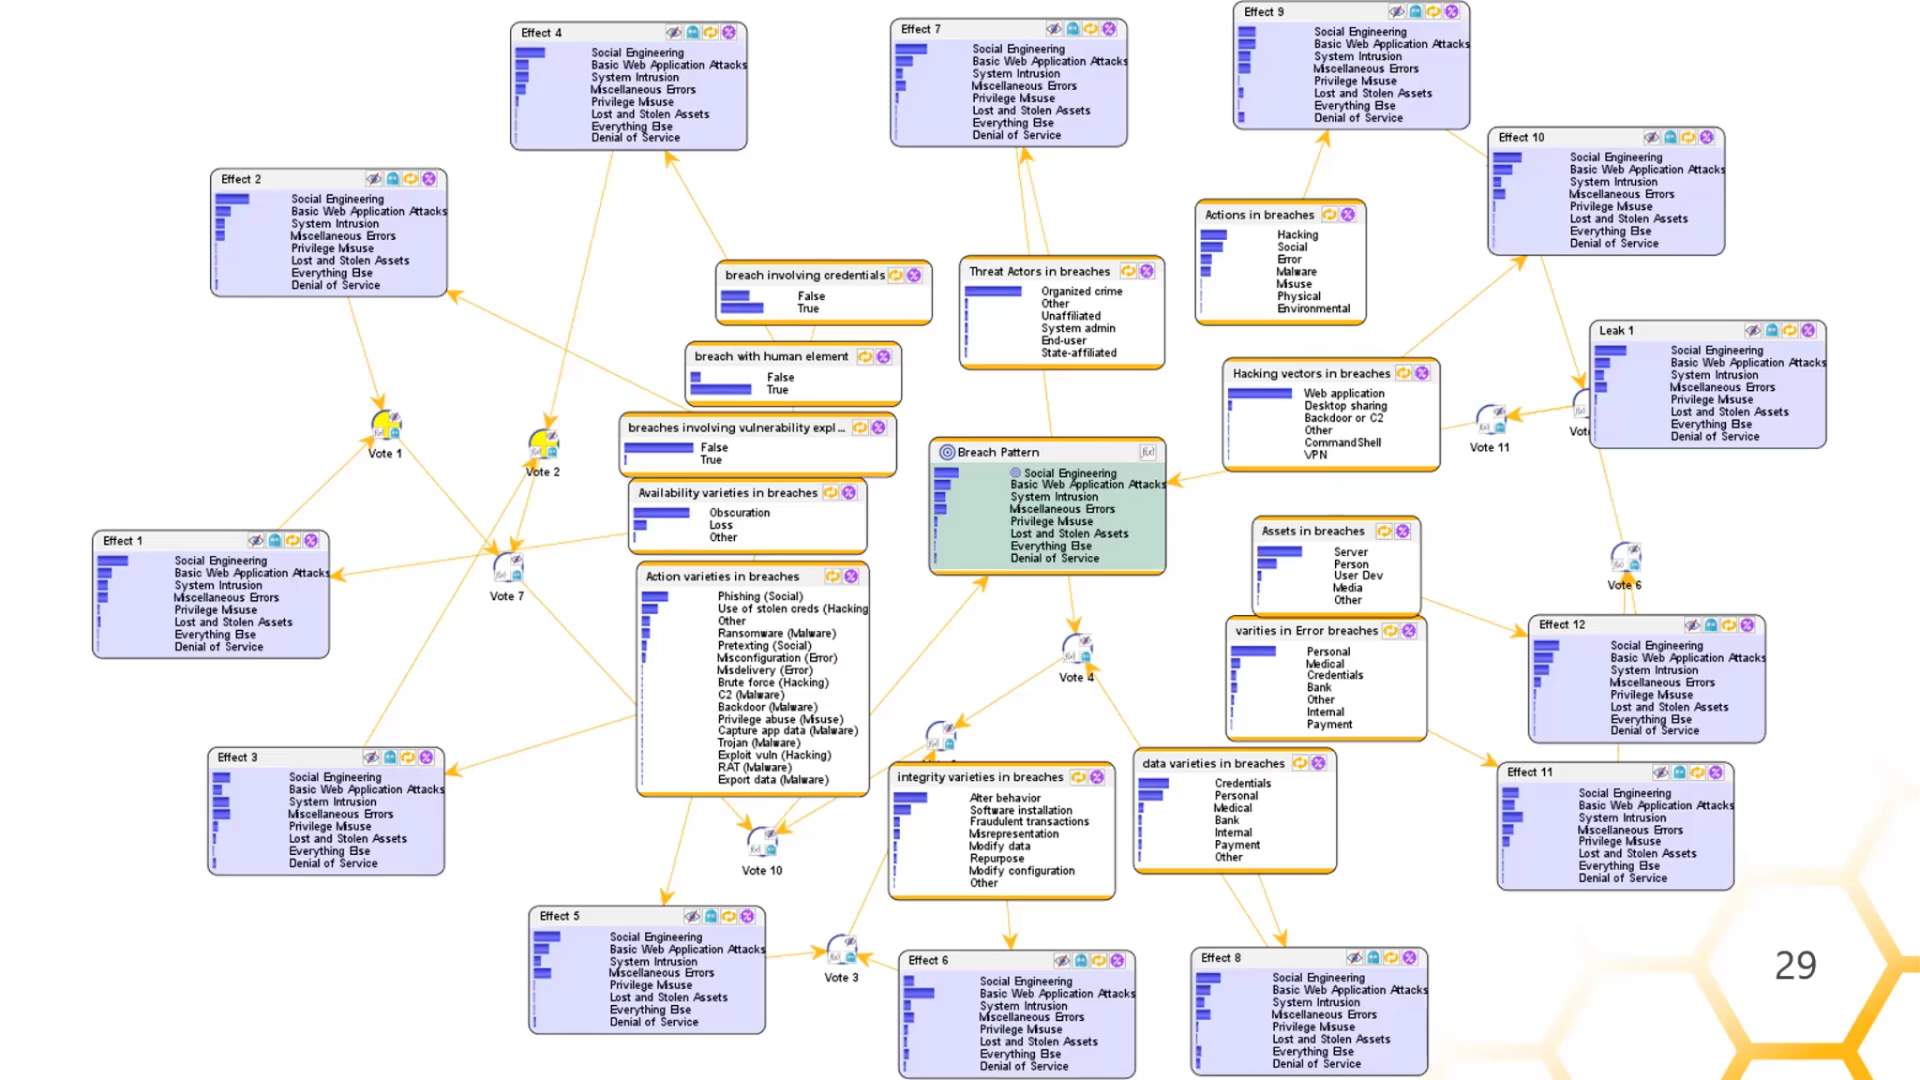 Effect 4
Social Engineering
Basic Web Application Attacks
System Intrusion
Miscellaneous Errors
Privilege Misuse
Lost and Stolen Assets
Everything Else
Denial of Service
Effect 7
Social Engineering
Basic Web Application Attacks
System Intrusion
Miscellaneous Errors
Privilege Misuse
Lost and Stolen Assets
Everything Else
Denial of Service
Effect 9
Social Engineering
Basic Web Application Attacks
System Intrusion
Miscellaneous Errors
Privilege Misuse
Lost and Stolen Assets
Everything Else
Denial of Service
Effect 10
Social Engineering
Basic Web Application Attacks
System Intrusion
Miscellaneous Errors
Privilege Misuse
Lost and Stolen Assets
Everything Else
Denial of Service
Effect 2
Social Engineering
Basic Web Application Attacks
System Intrusion
Miscellaneous Errors
Privilege Misuse
Lost and Stolen Assets
Everything Else
Denial of Service
Actions in breaches
Hacking
Social
Error
Malware
Misuse
Physical
Environmental
breach involving credentials
False
True
Threat Actors in breaches
Organized crime
Other
Unaffiliated
System admin
End-user
State-affiliated
Leak 1
Social Engineering
Basic Web Application Attacks
System Intrusion
Miscellaneous Errors
Privilege Misuse
Lost and Stolen Assets
Everything Else
Denial of Service
breach with human element
False
True
Hacking vectors in breaches
Web application
Desktop sharing
Backdoor or C2
Other
CommandShell
VPN
breaches involving vulnerability expl...
False
True
Vote 1
Vote 2
Vote 11
Breach Pattern
Social Engineering
Basic Web Application Attacks
System Intrusion
Miscellaneous Errors
Privilege Misuse
Lost and Stolen Assets
Everything Else
Denial of Service
Availability varieties in breaches
Obscuration
Loss
Other
Effect 1
Social Engineering
Basic Web Application Attacks
System Intrusion
Miscellaneous Errors
Privilege Misuse
Lost and Stolen Assets
Everything Else
Denial of Service
Vote 7
Assets in breaches
Server
Person
User Dev
Media
Other
Vote 6
Action varieties in breaches
Phishing (Social)
Use of stolen creds (Hacking
Other
Ransomware (Malware)
Pretexting (Social)
Misconfiguration (Error)
Misdelivery (Error)
Brute force (Hacking)
C2 (Malware)
Backdoor (Malware)
Privilege abuse (Misuse)
Capture app data (Malware)
Trojan (Malware)
Exploit vuln (Hacking)
RAT (Malware)
Export data (Malware)
varities in Error breaches
Personal
Medical
Credentials
Bank
Other
Internal
Payment
Effect 12
Social Engineering
Basic Web Application Attacks
System Intrusion
Miscellaneous Errors
Privilege Misuse
Lost and Stolen Assets
Everything Else
Denial of Service
Vote 4
Effect 3
Social Engineering
Basic Web Application Attacks
System Intrusion
Miscellaneous Errors
Privilege Misuse
Lost and Stolen Assets
Everything Else
Denial of Service
integrity varieties in breaches
Alter behavior
Software installation
Fraudulent transactions
Misrepresentation
Modify data
Repurpose
Modify configuration
Other
data varieties in breaches
Credentials
Personal
Medical
Bank
Internal
Payment
Other
Effect 11
Social Engineering
Basic Web Application Attacks
System Intrusion
Miscellaneous Errors
Privilege Misuse
Lost and Stolen Assets
Everything Else
Denial of Service
Vote 10
Effect 5
Social Engineering
Basic Web Application Attacks
System Intrusion
Miscellaneous Errors
Privilege Misuse
Lost and Stolen Assets
Everything Else
Denial of Service
Vote 3
Effect 6
Social Engineering
Basic Web Application Attacks
System Intrusion
Miscellaneous Errors
Privilege Misuse
Lost and Stolen Assets
Everything Else
Denial of Service
Effect 8
Social Engineering
Basic Web Application Attacks
System Intrusion
Miscellaneous Errors
Privilege Misuse
Lost and Stolen Assets
Everything Else
Denial of Service
29